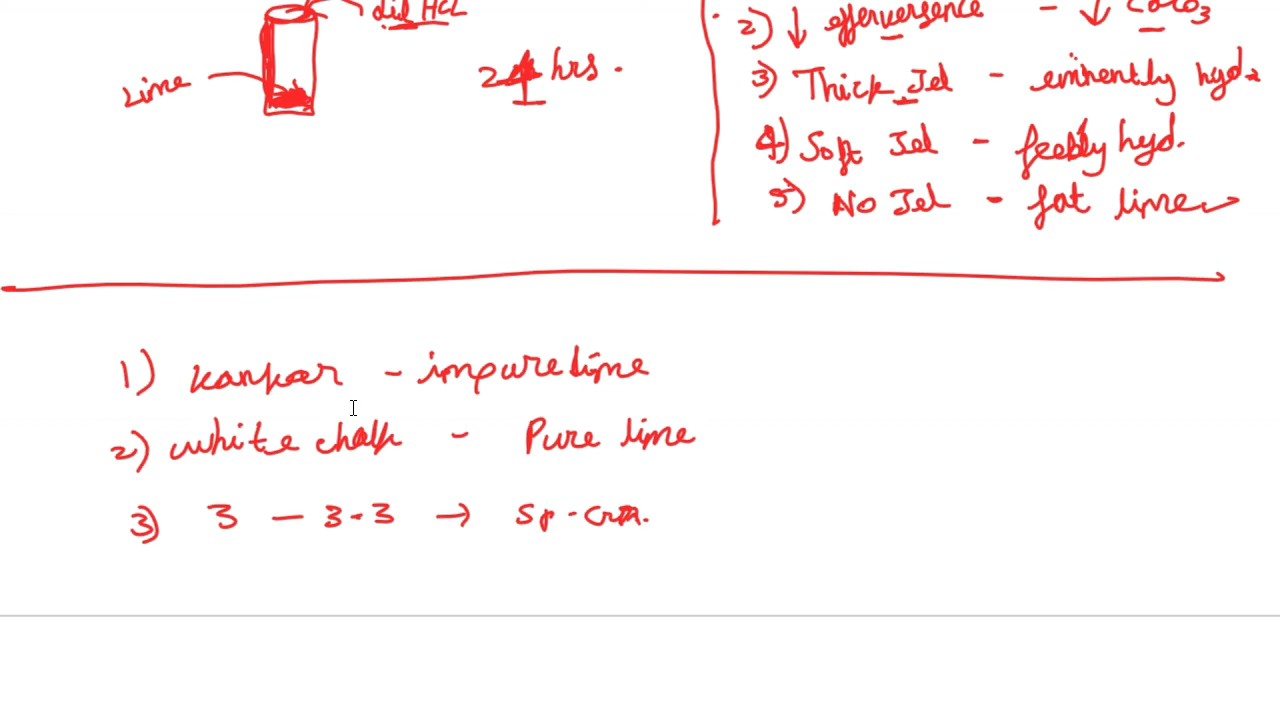 dil HCL
Lime
24 hrs.
2) ↓ efferversence - ↓ CaCO3
3) Thick Jel - eminently hyd.
4) Soft Jel - feebly hyd.
5) No Jel - fat lime
1) Kankar - impure lime
2) white chalk - Pure lime
3) 3 - 3.3 → Sp-Gra.